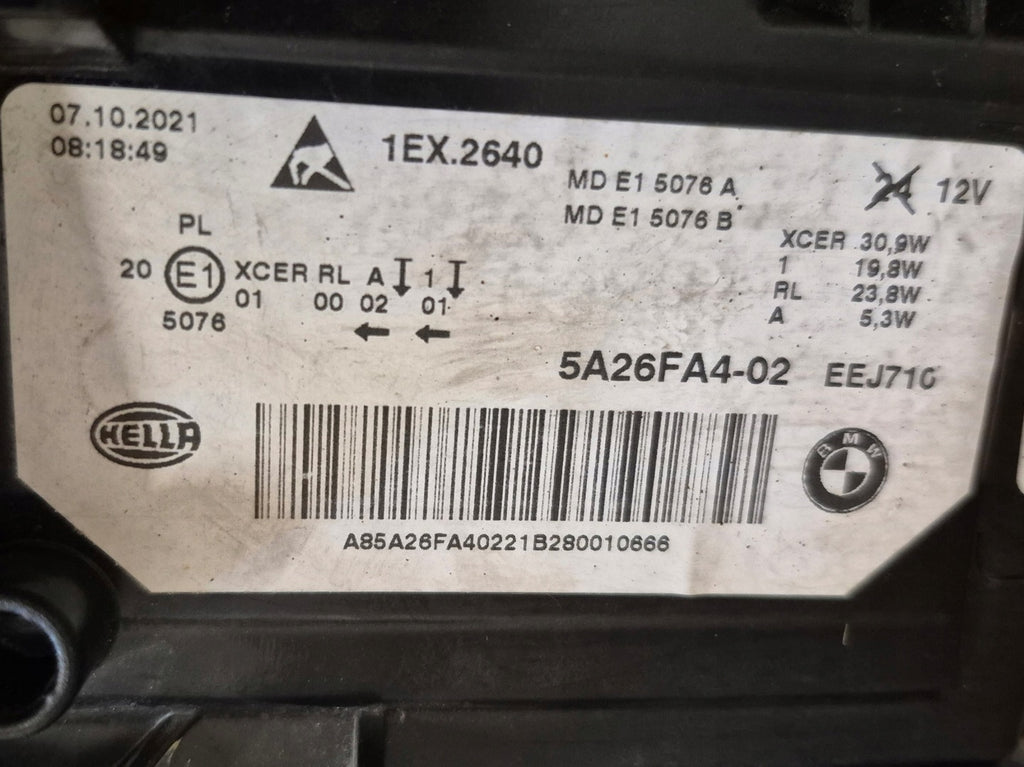 07.10.2021
08:18:49
1EX.2640
MD E1 5076 A
MD E1 5076 B
24 12V
PL
20 E1 XCER RL A 1
01 00 02 01
5076
XCER 30,9W
1 19,8W
RL 23,8W
A 5,3W
5A26FA4-02 EEJ710
HELLA
BMW
A85A26FA40221B280010666